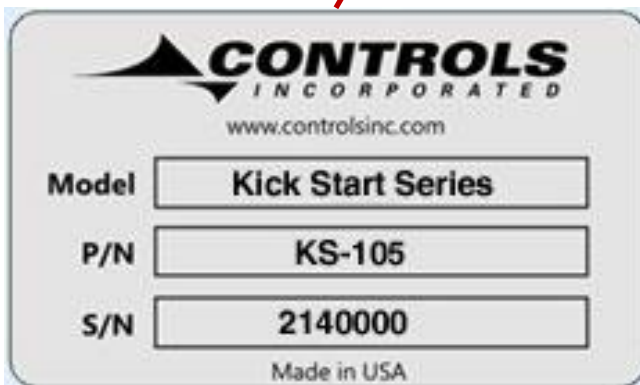 CONTROLS
INCORPORATED
www.controlsinc.com
Model Kick Start Series
P/N KS-105
S/N 2140000
Made in USA